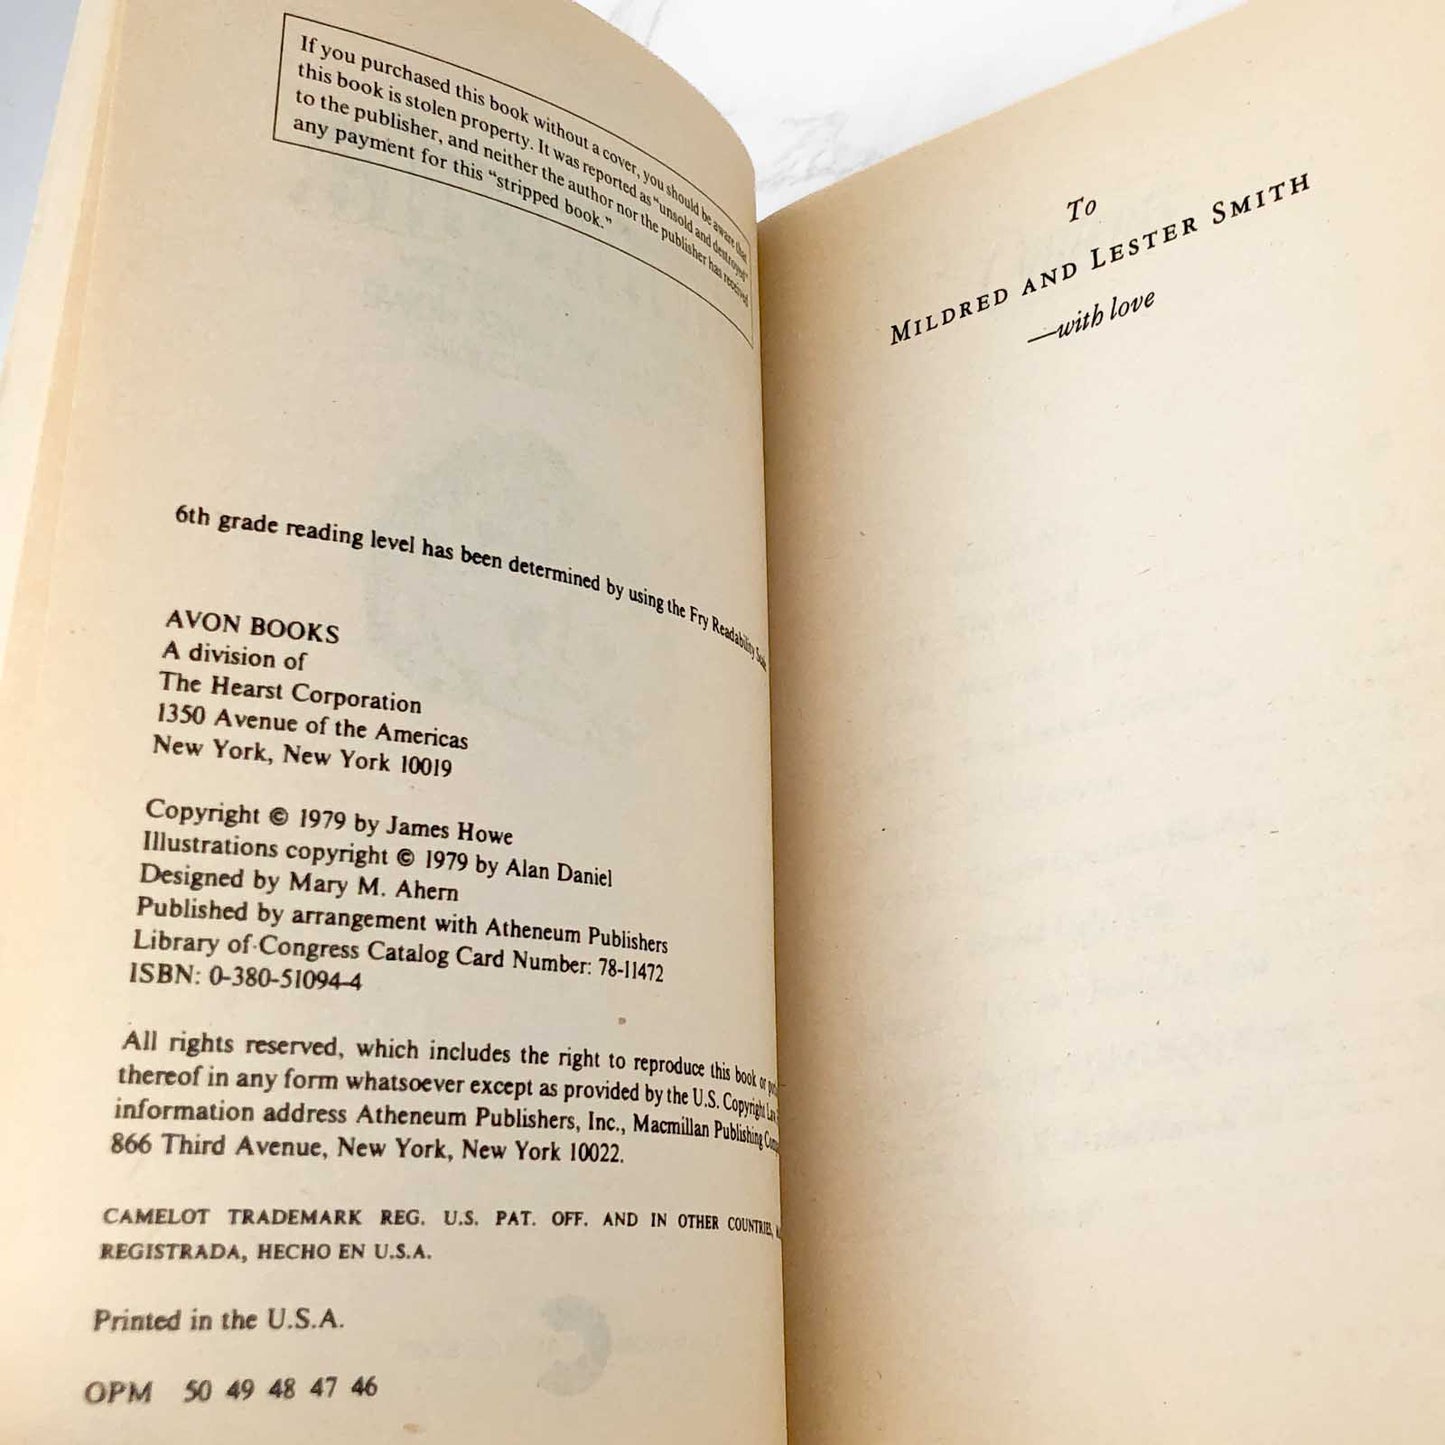 If you purchased this book without a cover, you should be aware that
this book is stolen property. It was reported as "unsold and destroyed"
to the publisher, and neither the author nor the publisher has received
any payment for this "stripped book."
6th grade reading level has been determined by using the Fry Readability Scale
AVON BOOKS
A division of
The Hearst Corporation
1350 Avenue of the Americas
New York, New York 10019
Copyright © 1979 by James Howe
Illustrations copyright © 1979 by Alan Daniel
Designed by Mary M. Ahern
Published by arrangement with Atheneum Publishers
Library of Congress Catalog Card Number: 78-11472
ISBN: 0-380-51094-4
All rights reserved, which includes the right to reproduce this book or
thereof in any form whatsoever except as provided by the U.S. Copyright
information address Atheneum Publishers, Inc., Macmillan Publishing
866 Third Avenue, New York, New York 10022.
CAMELOT TRADEMARK REG. U.S. PAT. OFF. AND IN OTHER COUNTRIES,
REGISTRADA, HECHO EN U.S.A.
Printed in the U.S.A.
OPM 50 49 48 47 46
To
MILDRED AND LESTER SMITH
—with love